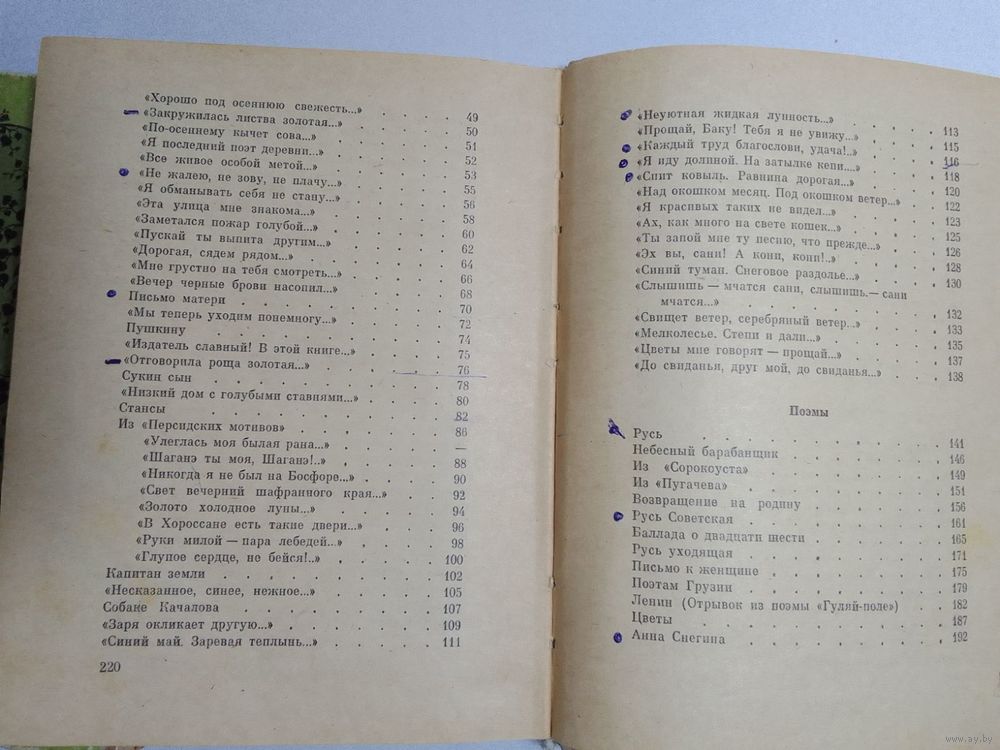 «Хорошо под осеннюю свежесть...» . . . . 49
«Закружилась листва золотая...» . . . . 50
«По-осеннему кычет сова...» . . . . 51
«Я последний поэт деревни...» . . . . 52
«Все живое особой метой...» . . . . 53
«Не жалею, не зову, не плачу...» . . . . 55
«Я обманывать себя не стану...» . . . . 56
«Эта улица мне знакома...» . . . . 58
«Заметался пожар голубой...» . . . . 60
«Пускай ты выпита другим...» . . . . 62
«Дорогая, сядем рядом...» . . . . 64
«Мне грустно на тебя смотреть...» . . . . 66
«Вечер черные брови насопил...» . . . . 68
Письмо матери . . . . 70
«Мы теперь уходим понемногу...» . . . . 72
Пушкину . . . . 74
«Издатель славный! В этой книге...» . . . . 75
«Отговорила роща золотая...» . . . . 76
Сукин сын . . . . 78
«Низкий дом с голубыми ставнями...» . . . . 80
Стансы . . . . 82
Из «Персидских мотивов» . . . . 86
«Улеглась моя былая рана...» . . . . —
«Шаганэ ты моя, Шаганэ!..» . . . . 88
«Никогда я не был на Босфоре...» . . . . 90
«Свет вечерний шафранного края...» . . . . 92
«Золото холодное луны...» . . . . 94
«В Хороссане есть такие двери...» . . . . 96
«Руки милой — пара лебедей...» . . . . 98
«Глупое сердце, не бейся!..» . . . . 100
Капитан земли . . . . 102
«Несказанное, синее, нежное...» . . . . 105
Собаке Качалова . . . . 107
«Заря окликает другую...» . . . . 109
«Синий май. Заревая теплынь...» . . . . 111
220
«Неуютная жидкая лунность...» . . . . 113
«Прощай, Баку! Тебя я не увижу...» . . . . 115
«Каждый труд благослови, удача!..» . . . . 116
«Я иду долиной. На затылке кепи....» . . . . 118
«Спит ковыль. Равнина дорогая...» . . . . 120
«Над окошком месяц. Под окошком ветер...» . . 122
«Я красивых таких не видел...» . . . . 123
«Ах, как много на свете кошек...» . . . . 125
«Ты запой мне ту песню, что прежде...» . . . . 126
«Эх вы, сани! А кони, кони!..» . . . . 128
«Синий туман. Снеговое раздолье...» . . . . 130
«Слышишь — мчатся сани, слышишь,— сани
мчатся...» . . . . 132
«Свищет ветер, серебряный ветер...» . . . . 133
«Мелколесье. Степи и дали...» . . . . 135
«Цветы мне говорят — прощай...» . . . . 137
«До свиданья, друг мой, до свиданья...» . . . . 138
Поэмы
Русь . . . . 141
Небесный барабанщик . . . . 146
Из «Сорокоуста» . . . . 149
Из «Пугачева» . . . . 151
Возвращение на родину . . . . 156
Русь Советская . . . . 161
Баллада о двадцати шести . . . . 165
Русь уходящая . . . . 171
Письмо к женщине . . . . 175
Поэтам Грузии . . . . 179
Ленин (Отрывок из поэмы «Гуляй-поле») . . 182
Цветы . . . . 187
Анна Снегина . . . . 192
www.ay.by